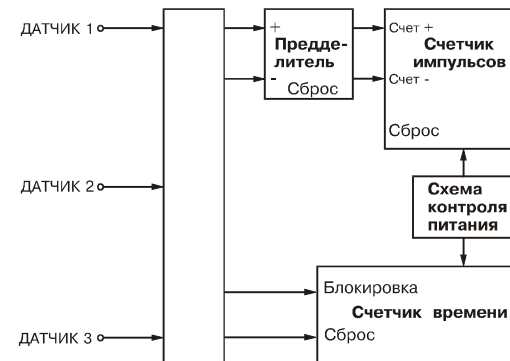 ДАТЧИК 1
+
Предде-
литель
-
Сброс
Счет +
Счетчик
импульсов
Счет -
Сброс
ДАТЧИК 2
Схема
контроля
питания
Блокировка
Счетчик времени
Сброс
ДАТЧИК 3